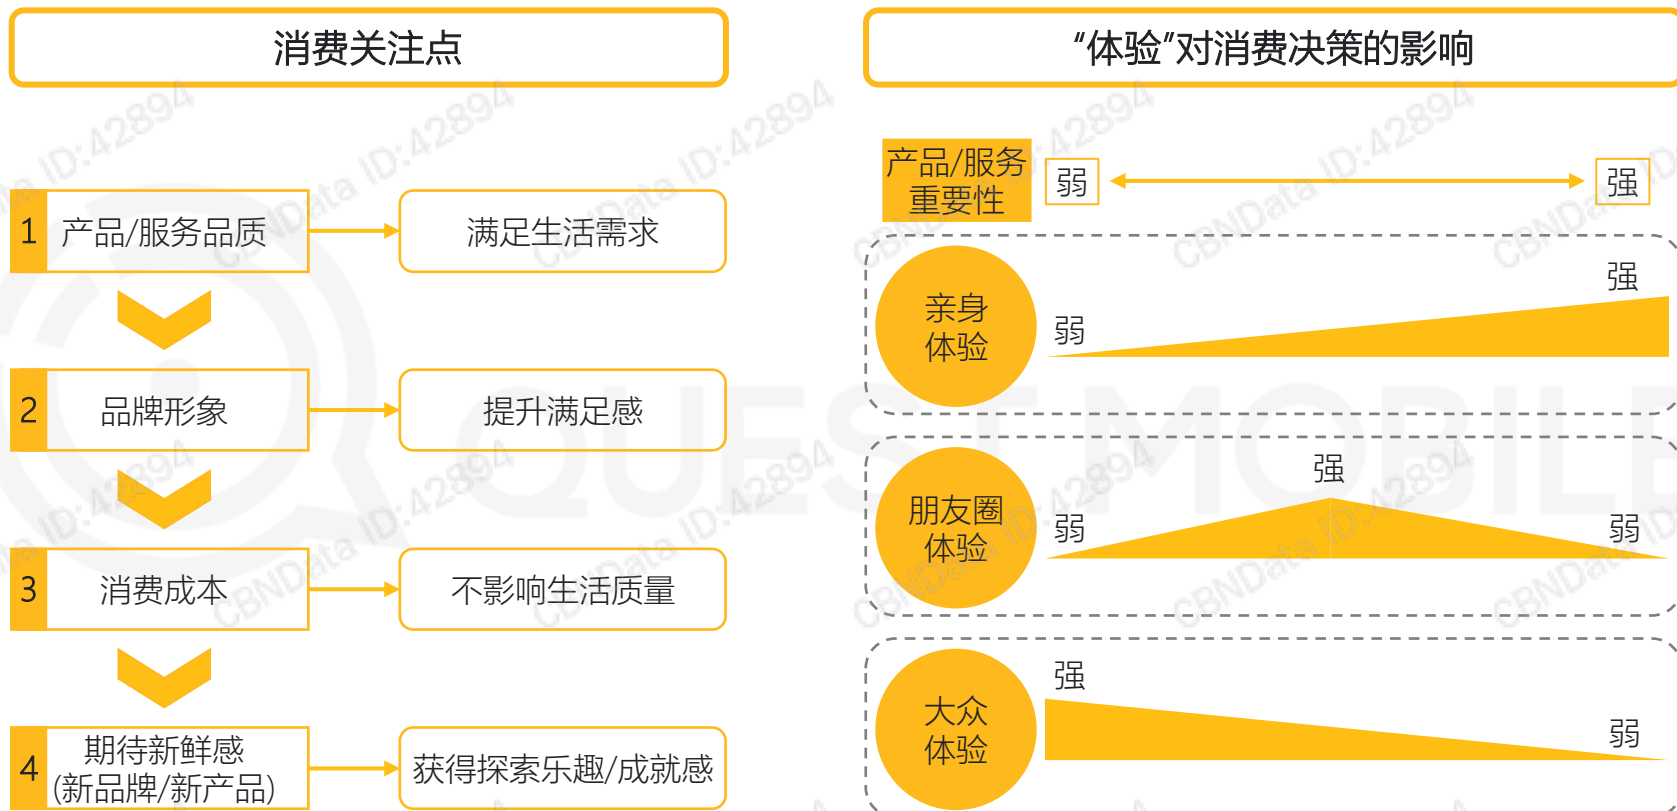 消费关注点
1 产品/服务品质
满足生活需求
2 品牌形象
提升满足感
3 消费成本
不影响生活质量
4 期待新鲜感
(新品牌/新产品)
获得探索乐趣/成就感
“体验”对消费决策的影响
产品/服务
重要性
弱
强
亲身
体验
弱
强
朋友圈
体验
弱
强
弱
大众
体验
强
弱
QUEST MOBILE
CBNData ID:42894